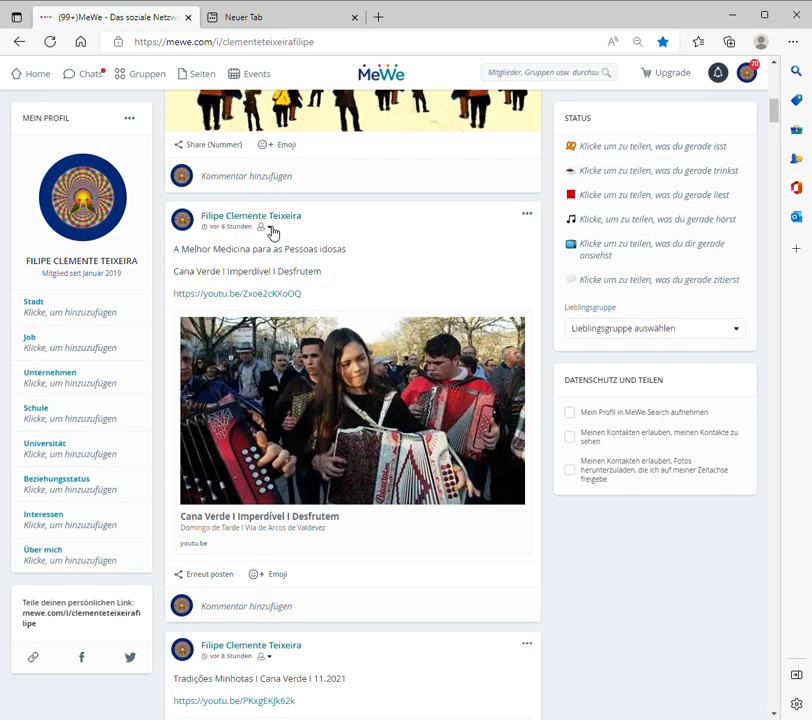 (99+)MeWe - Das soziale Netzwe
Neuer Tab
https://mewe.com/i/clementeteixeirafilipe
Home
Chats
Gruppen
Seiten
Events
MeWe
Mitglieder, Gruppen usw. durchsu
Upgrade
70
MEIN PROFIL
FILIPE CLEMENTE TEIXEIRA
Mitglied seit Januar 2019
Stadt
Klicke, um hinzuzufügen
Job
Klicke, um hinzuzufügen
Unternehmen
Klicke, um hinzuzufügen
Schule
Klicke, um hinzuzufügen
Universität
Klicke, um hinzuzufügen
Beziehungsstatus
Klicke, um hinzuzufügen
Interessen
Klicke, um hinzuzufügen
Über mich
Klicke, um hinzuzufügen
Teile deinen persönlichen Link:
mewe.com/i/clementeteixeirafi
lipe
Share (Nummer)
Emoji
Kommentar hinzufügen
Filipe Clemente Teixeira
vor 8 Stunden
A Melhor Medicina para as Pessoas idosas
Cana Verde I Imperdível I Desfrutem
https://youtu.be/Zxoe2cKXoOQ
Cana Verde I Imperdível I Desfrutem
Domingo de Tarde I Vila de Arcos de Valdevez
youtu.be
Erneut posten
Emoji
Kommentar hinzufügen
Filipe Clemente Teixeira
vor 8 Stunden
Tradições Minhotas I Cana Verde I 11.2021
https://youtu.be/PKxgEKJk62k
STATUS
Klicke um zu teilen, was du gerade isst
Klicke um zu teilen, was du gerade trinkst
Klicke um zu teilen, was du gerade liest
Klicke, um zu teilen, was du gerade hörst
Klicke um zu teilen, was du dir gerade
ansiehst
Klicke um zu teilen, was du gerade zitierst
Lieblingsgruppe
Lieblingsgruppe auswählen
DATENSCHUTZ UND TEILEN
Mein Profil in MeWe-Search aufnehmen
Meinen Kontakten erlauben, meinen Kontakte zu
sehen
Meinen Kontakten erlauben, Fotos
herunterzuladen, die ich auf meiner Zeitachse
freigebe